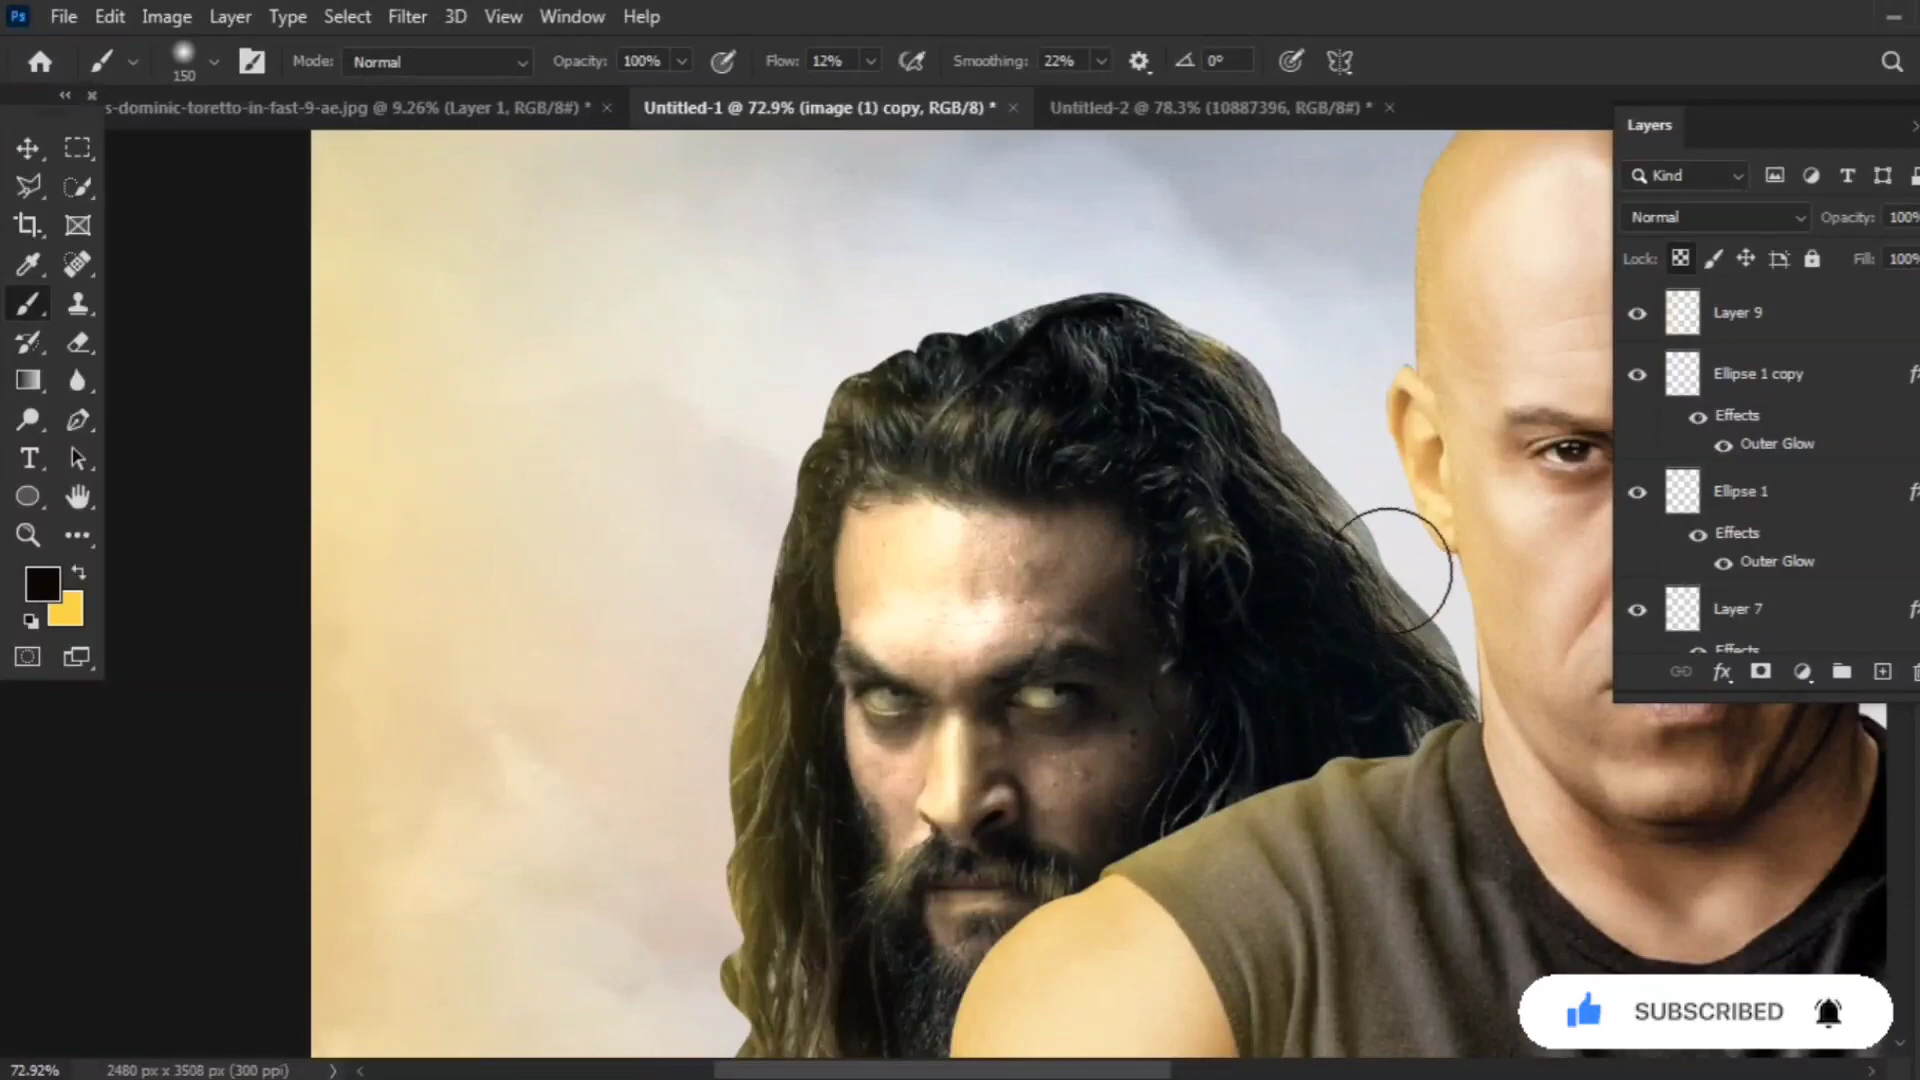 Ps File Edit Image Layer Type Select Filter 3D View Window Help
150 Mode: Normal Opacity: 100% Flow: 12% Smoothing: 22% 0°
s-dominic-toretto-in-fast-9-ae.jpg @ 9.26% (Layer 1, RGB/8#) * × Untitled-1 @ 72.9% (image (1) copy, RGB/8) * × Untitled-2 @ 78.3% (10887396, RGB/8#) * ×
Layers
Kind
Normal Opacity: 100%
Lock: Fill: 100%
Layer 9
Ellipse 1 copy fx
Effects
Outer Glow
Ellipse 1 fx
Effects
Outer Glow
Layer 7 fx
Effects
fx
SUBSCRIBED
72.92% 2480 px x 3508 px (300 ppi)